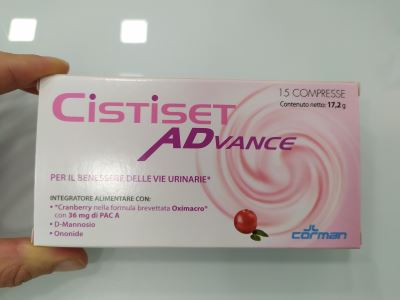 15 COMPRESSE
Contenuto netto: 17,2 g
CISTISET
ADVANCE
PER IL BENESSERE DELLE VIE URINARIE*
INTEGRATORE ALIMENTARE CON:
• *Cranberry nella formula brevettata Oximacro®
con 36 mg di PAC A
• D-Mannosio
• Ononide
corman